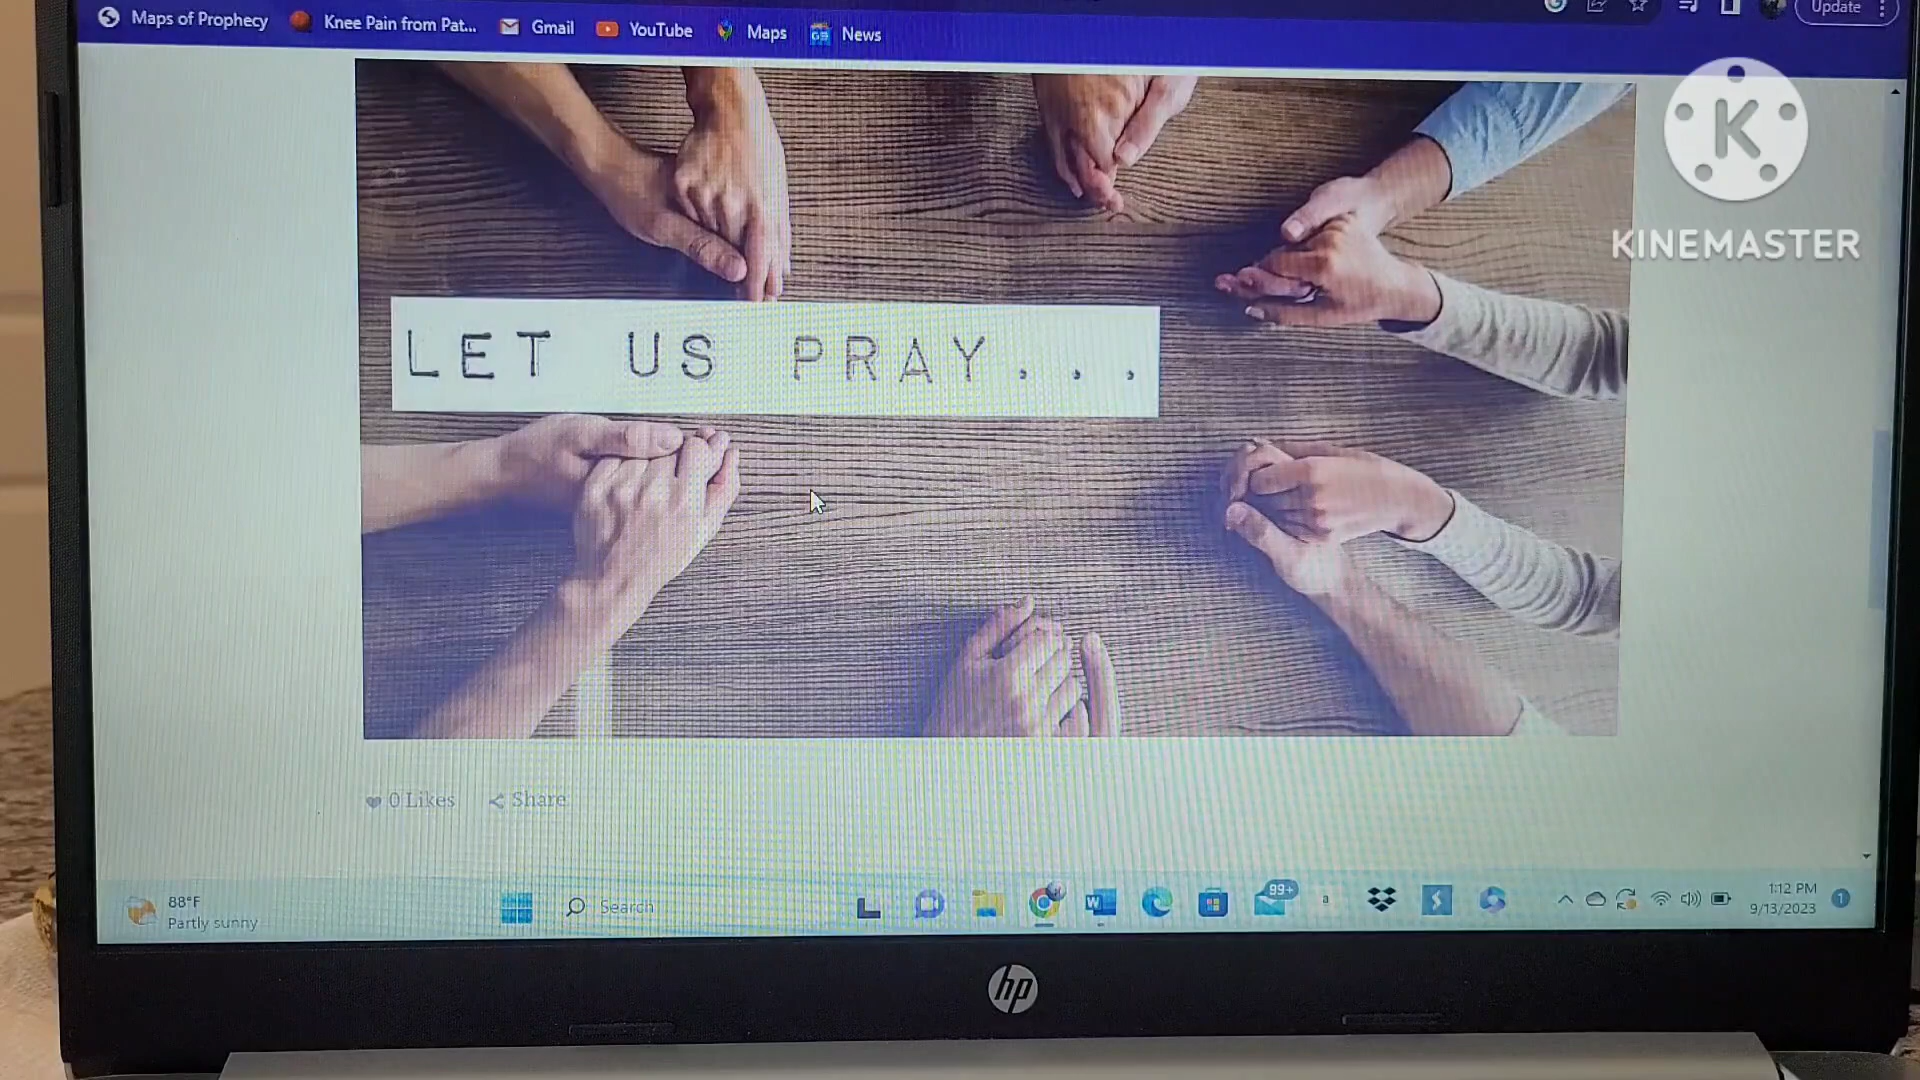 Maps of Prophecy
Knee Pain from Pat...
Gmail
YouTube
Maps
News
Update
K
KINEMASTER
LET US PRAY...
0 Likes
Share
88°F
Partly sunny
Search
99+
a
1:12 PM
9/13/2023
1
hp